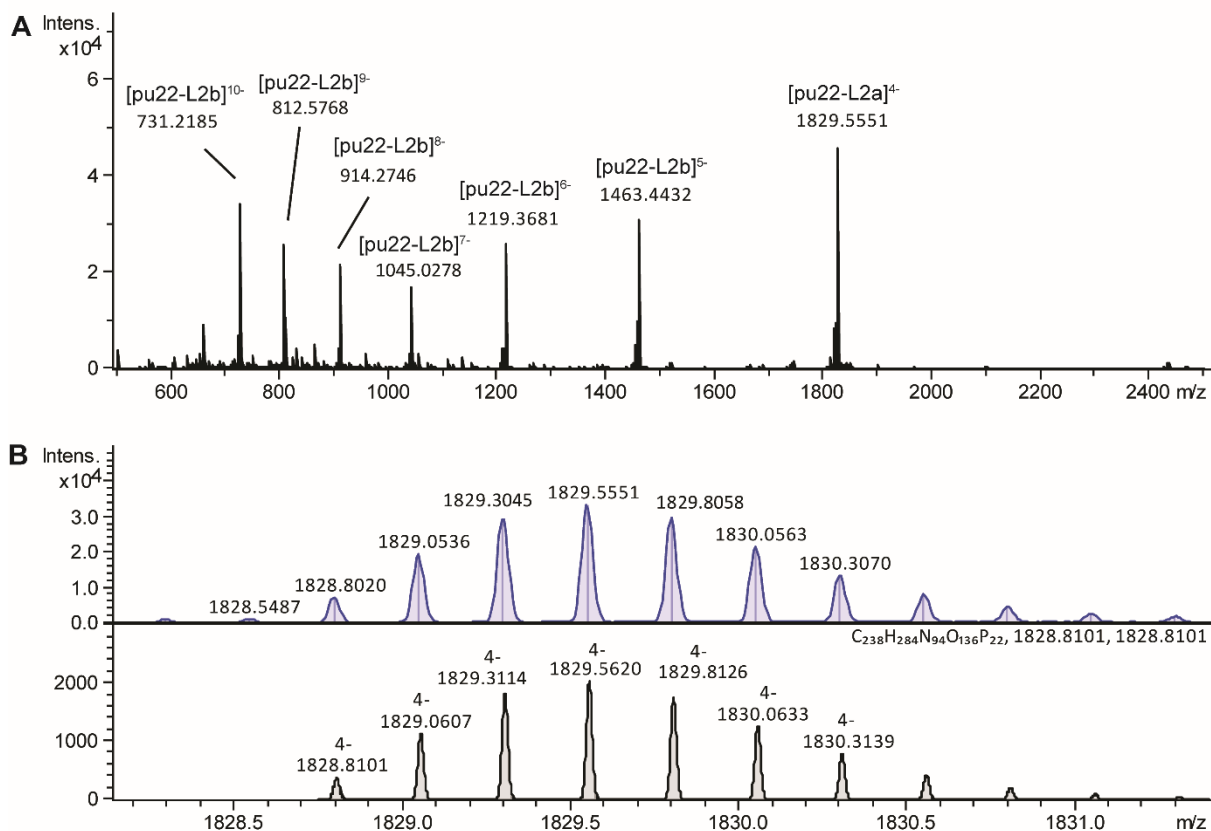 A
Intens.
x10⁴
6
4
2
0
[pu22-L2b]¹⁰⁻
731.2185
[pu22-L2b]⁹⁻
812.5768
[pu22-L2b]⁸⁻
914.2746
[pu22-L2b]⁷⁻
1045.0278
[pu22-L2b]⁶⁻
1219.3681
[pu22-L2b]⁵⁻
1463.4432
[pu22-L2a]⁴⁻
1829.5551
600 800 1000 1200 1400 1600 1800 2000 2200 2400 m/z
B
Intens.
x10⁴
3.0
2.0
1.0
0.0
1828.5487
1828.8020
1829.0536
1829.3045
1829.5551
1829.8058
1830.0563
1830.3070
C₂₃₈H₂₈₄N₉₄O₁₃₆P₂₂, 1828.8101, 1828.8101
2000
1000
0
4-
1828.8101
4-
1829.0607
4-
1829.3114
4-
1829.5620
4-
1829.8126
4-
1830.0633
4-
1830.3139
1828.5 1829.0 1829.5 1830.0 1830.5 1831.0 m/z